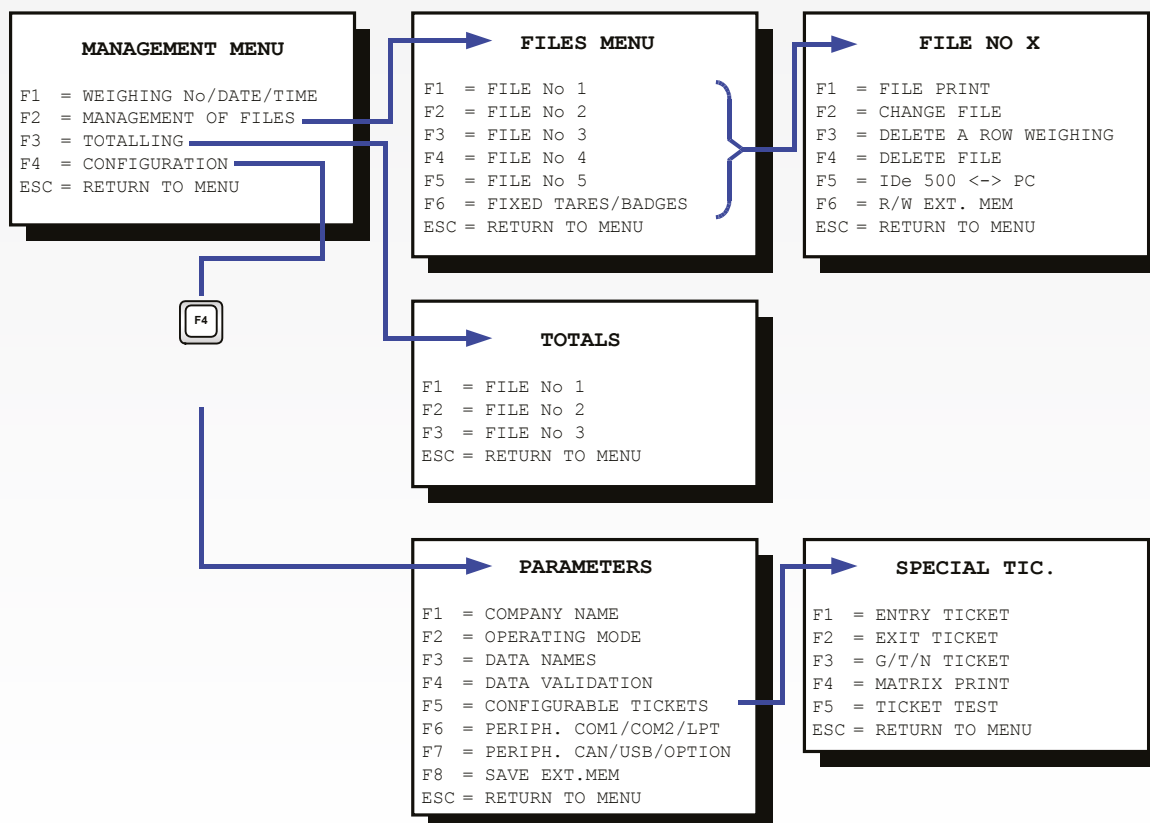 MANAGEMENT MENU
F1 = WEIGHING No/DATE/TIME
F2 = MANAGEMENT OF FILES
F3 = TOTALLING
F4 = CONFIGURATION
ESC = RETURN TO MENU
FILES MENU
F1 = FILE No 1
F2 = FILE No 2
F3 = FILE No 3
F4 = FILE No 4
F5 = FILE No 5
F6 = FIXED TARES/BADGES
ESC = RETURN TO MENU
FILE NO X
F1 = FILE PRINT
F2 = CHANGE FILE
F3 = DELETE A ROW WEIGHING
F4 = DELETE FILE
F5 = IDe 500 <-> PC
F6 = R/W EXT. MEM
ESC = RETURN TO MENU
F4
TOTALS
F1 = FILE No 1
F2 = FILE No 2
F3 = FILE No 3
ESC = RETURN TO MENU
PARAMETERS
F1 = COMPANY NAME
F2 = OPERATING MODE
F3 = DATA NAMES
F4 = DATA VALIDATION
F5 = CONFIGURABLE TICKETS
F6 = PERIPH. COM1/COM2/LPT
F7 = PERIPH. CAN/USB/OPTION
F8 = SAVE EXT.MEM
ESC = RETURN TO MENU
SPECIAL TIC.
F1 = ENTRY TICKET
F2 = EXIT TICKET
F3 = G/T/N TICKET
F4 = MATRIX PRINT
F5 = TICKET TEST
ESC = RETURN TO MENU